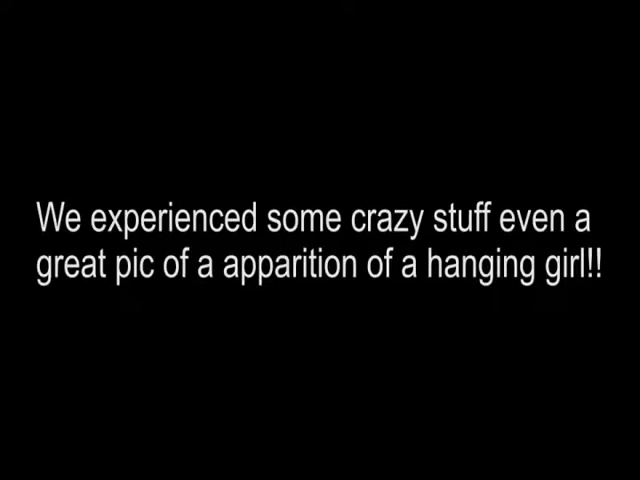 We experienced some crazy stuff even a
great pic of a apparition of a hanging girl!!